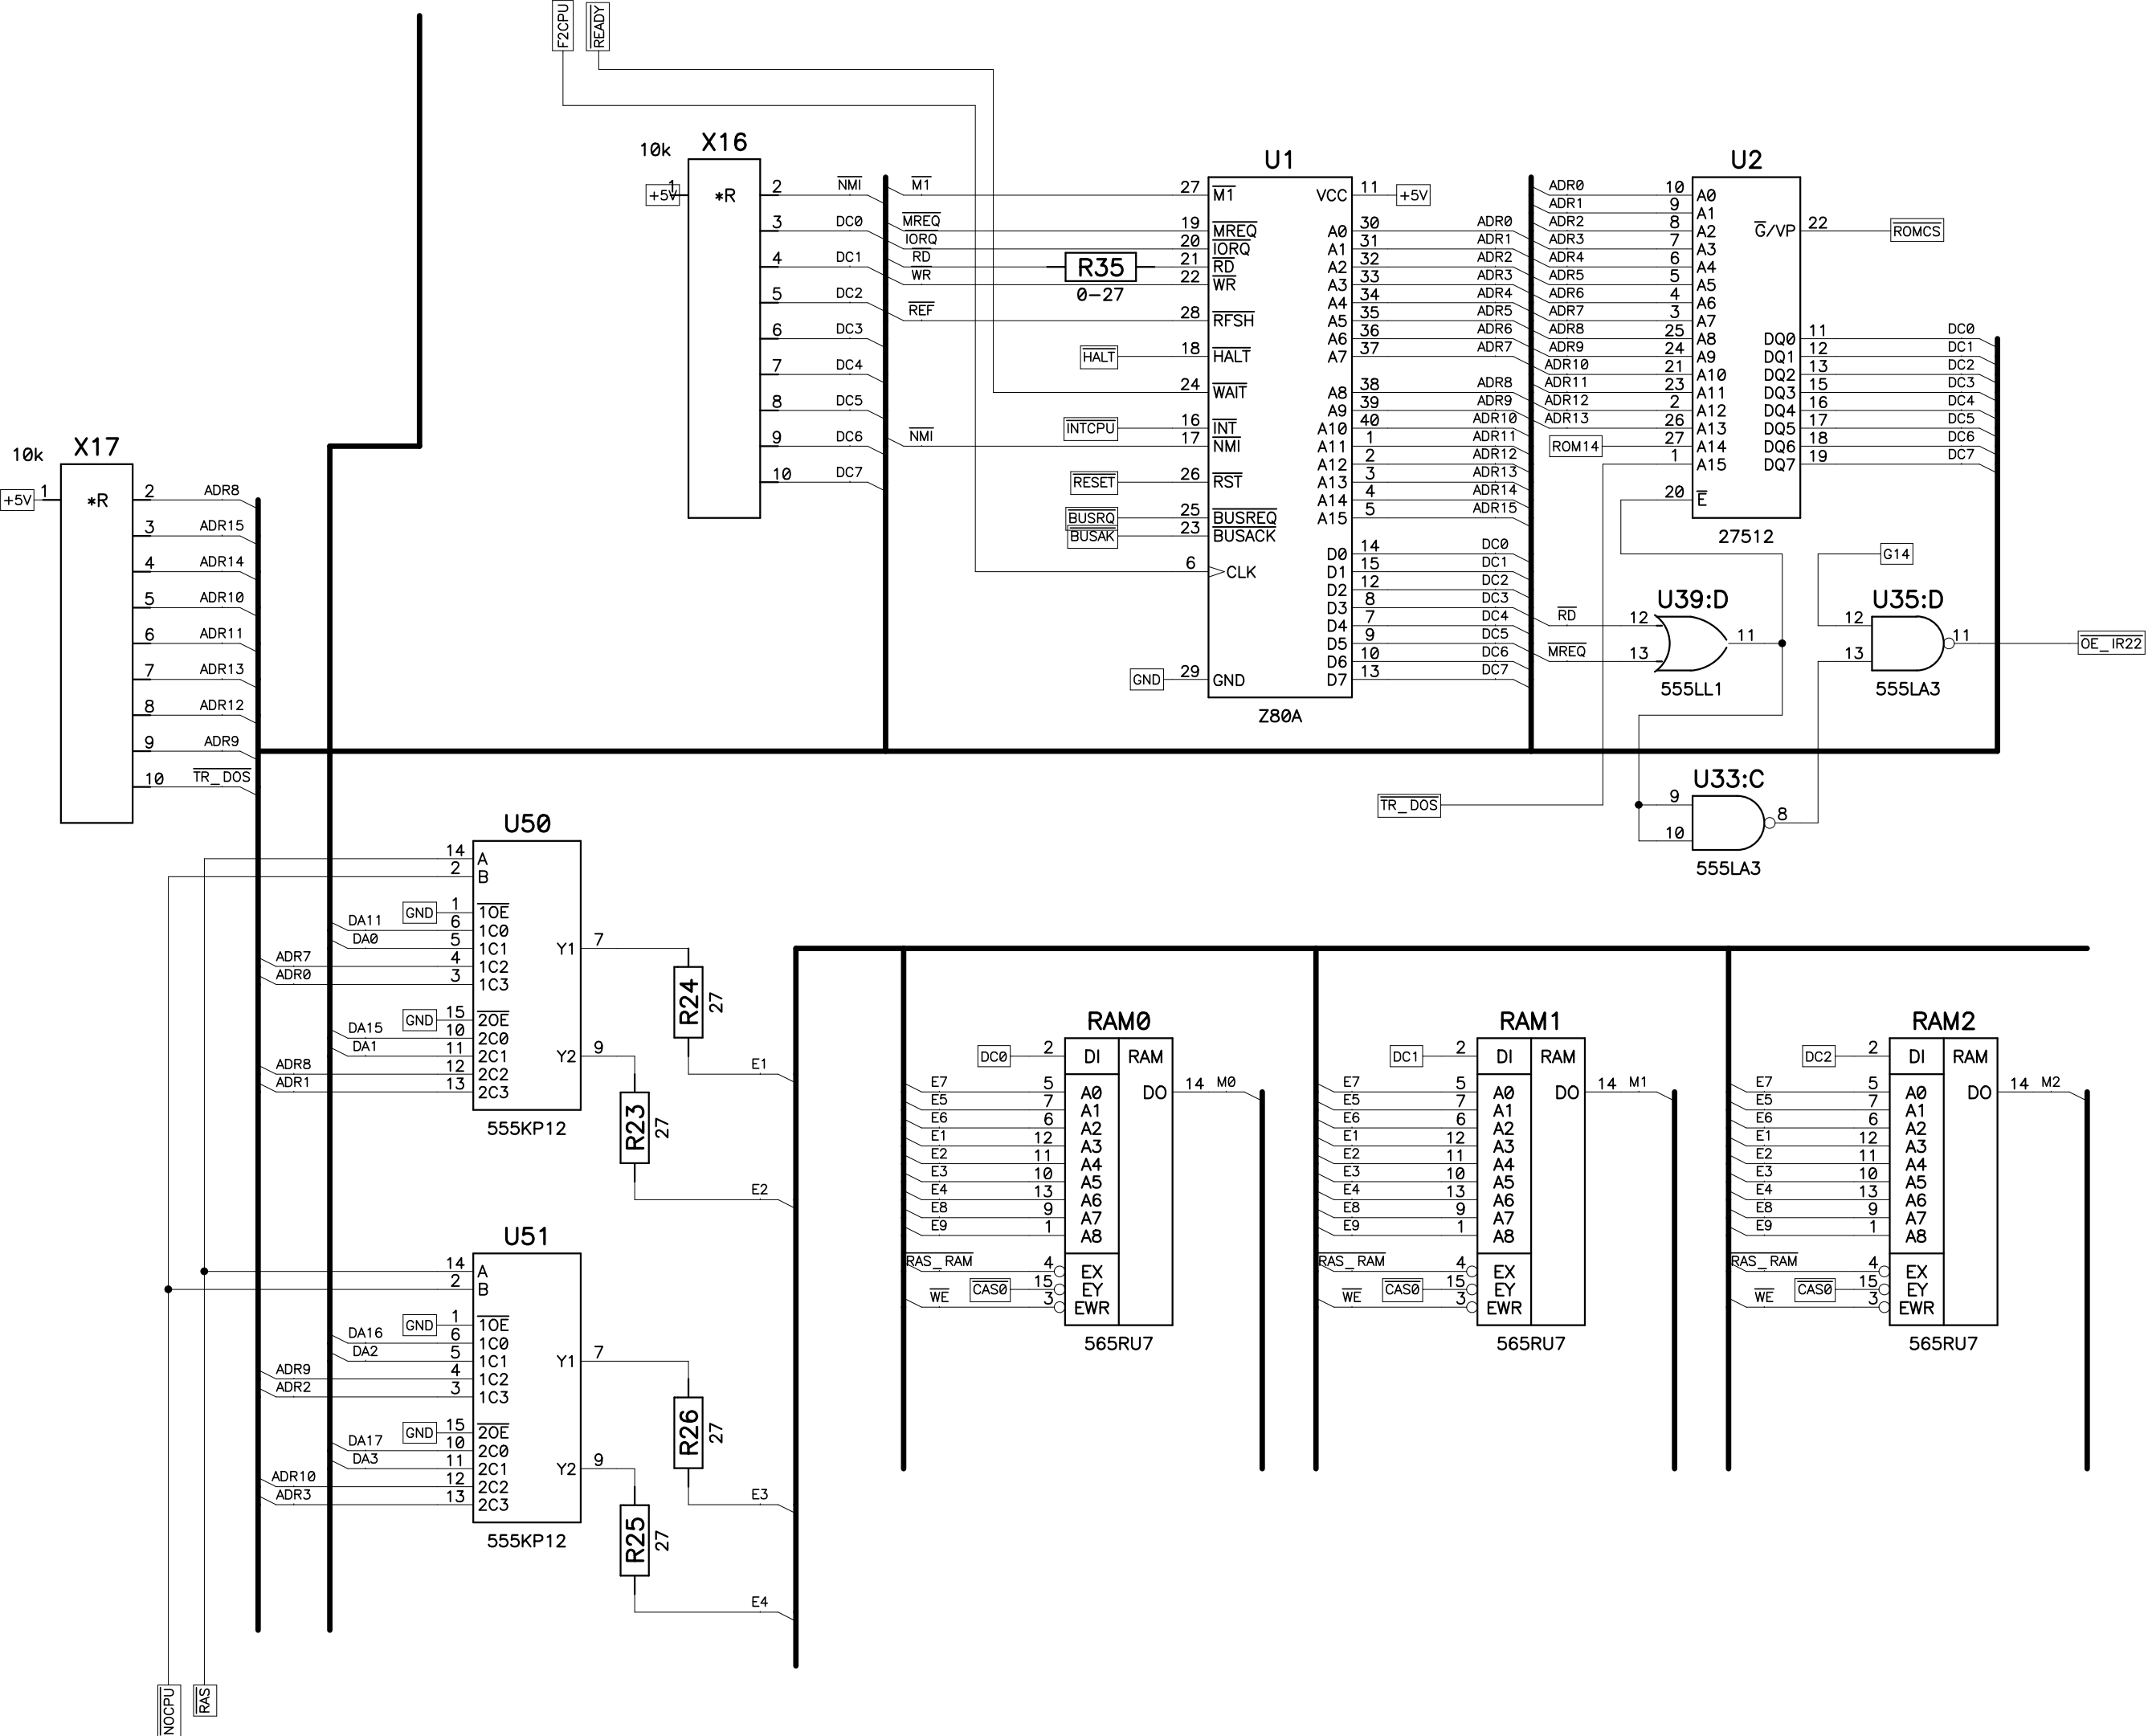 F2CPU
READY
X16
10k
+5V
1
*R
2 NMI
3 DC0
4 DC1
5 DC2
6 DC3
7 DC4
8 DC5
9 DC6
10 DC7
M1 27 M1
MREQ 19 MREQ
IORQ 20 IORQ
RD R35 21 RD
0-27
WR 22 WR
REF 28 RFSH
HALT 18 HALT
24 WAIT
INTCPU 16 INT
NMI 17 NMI
RESET 26 RST
BUSRQ 25 BUSREQ
BUSAK 23 BUSACK
6 CLK
GND 29 GND
U1
VCC 11 +5V
A0 30 ADR0
A1 31 ADR1
A2 32 ADR2
A3 33 ADR3
A4 34 ADR4
A5 35 ADR5
A6 36 ADR6
A7 37 ADR7
A8 38 ADR8
A9 39 ADR9
A10 40 ADR10
A11 1 ADR11
A12 2 ADR12
A13 3 ADR13
A14 4 ADR14
A15 5 ADR15
D0 14 DC0
D1 15 DC1
D2 12 DC2
D3 8 DC3
D4 7 DC4
D5 9 DC5
D6 10 DC6
D7 13 DC7
Z80A
U2
ADR0 10 A0
ADR1 9 A1
ADR2 8 A2
ADR3 7 A3
ADR4 6 A4
ADR5 5 A5
ADR6 4 A6
ADR7 3 A7
ADR8 25 A8
ADR9 24 A9
ADR10 21 A10
ADR11 23 A11
ADR12 2 A12
ADR13 26 A13
ROM14 27 A14
1 A15
20 E
G/VP 22 ROMCS
DQ0 11 DC0
DQ1 12 DC1
DQ2 13 DC2
DQ3 15 DC3
DQ4 16 DC4
DQ5 17 DC5
DQ6 18 DC6
DQ7 19 DC7
27512
G14
U39:D
RD 12
11
MREQ 13
555LL1
U35:D
12
11 OE_IR22
13
555LA3
TR_DOS
U33:C
9
8
10
555LA3
X17
10k
+5V 1
*R
2 ADR8
3 ADR15
4 ADR14
5 ADR10
6 ADR11
7 ADR13
8 ADR12
9 ADR9
10 TR_DOS
U50
14 A
2 B
GND 1 1OE
DA11 6 1C0
DA0 5 1C1
ADR7 4 1C2
ADR0 3 1C3
GND 15 2OE
DA15 10 2C0
DA1 11 2C1
ADR8 12 2C2
ADR1 13 2C3
Y1 7
Y2 9
555KP12
R24 27
R23 27
E1
E2
U51
14 A
2 B
GND 1 1OE
DA16 6 1C0
DA2 5 1C1
ADR9 4 1C2
ADR2 3 1C3
GND 15 2OE
DA17 10 2C0
DA3 11 2C1
ADR10 12 2C2
ADR3 13 2C3
Y1 7
Y2 9
555KP12
R26 27
R25 27
E3
E4
NOCPU
RAS
RAM0
DC0 2 DI RAM
E7 5 A0 DO 14 M0
E5 7 A1
E6 6 A2
E1 12 A3
E2 11 A4
E3 10 A5
E4 13 A6
E8 9 A7
E9 1 A8
RAS_RAM 4 EX
CAS0 15 EY
WE 3 EWR
565RU7
RAM1
DC1 2 DI RAM
E7 5 A0 DO 14 M1
E5 7 A1
E6 6 A2
E1 12 A3
E2 11 A4
E3 10 A5
E4 13 A6
E8 9 A7
E9 1 A8
RAS_RAM 4 EX
CAS0 15 EY
WE 3 EWR
565RU7
RAM2
DC2 2 DI RAM
E7 5 A0 DO 14 M2
E5 7 A1
E6 6 A2
E1 12 A3
E2 11 A4
E3 10 A5
E4 13 A6
E8 9 A7
E9 1 A8
RAS_RAM 4 EX
CAS0 15 EY
WE 3 EWR
565RU7